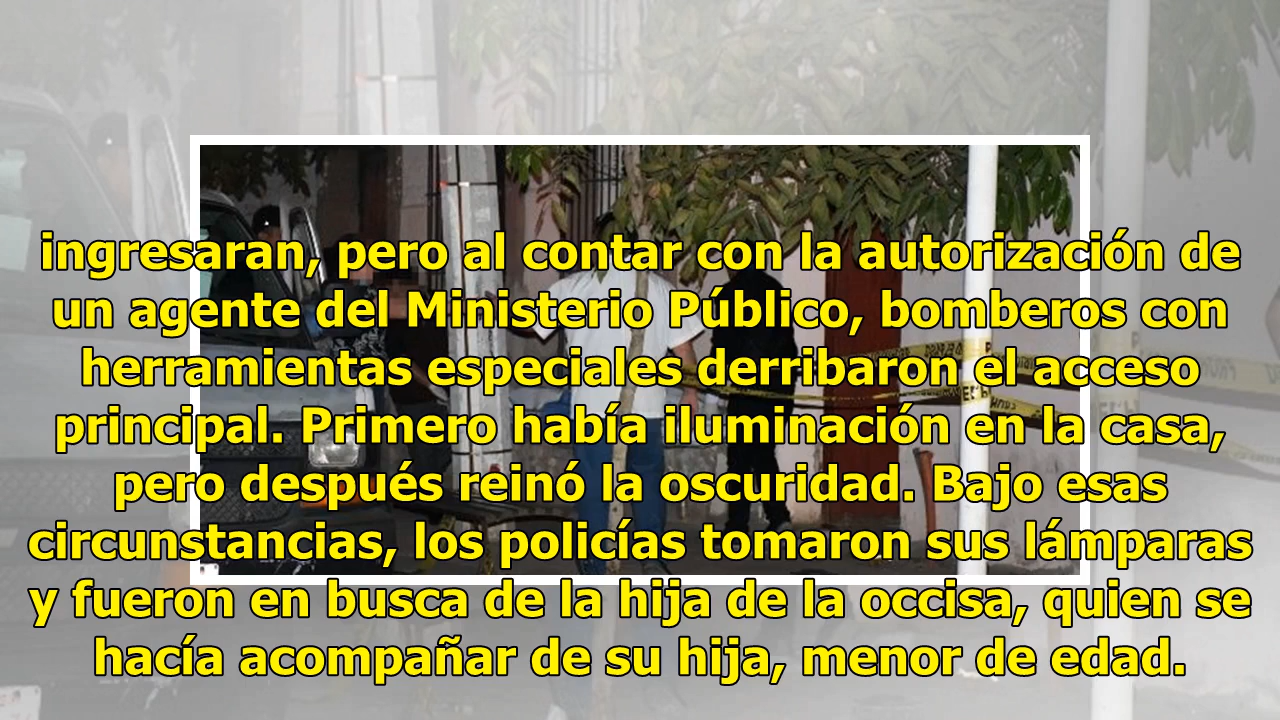 ingresaran, pero al contar con la autorización de
un agente del Ministerio Público, bomberos con
herramientas especiales derribaron el acceso
principal. Primero había iluminación en la casa,
pero después reinó la oscuridad. Bajo esas
circunstancias, los policías tomaron sus lámparas
y fueron en busca de la hija de la occisa, quien se
hacía acompañar de su hija, menor de edad.